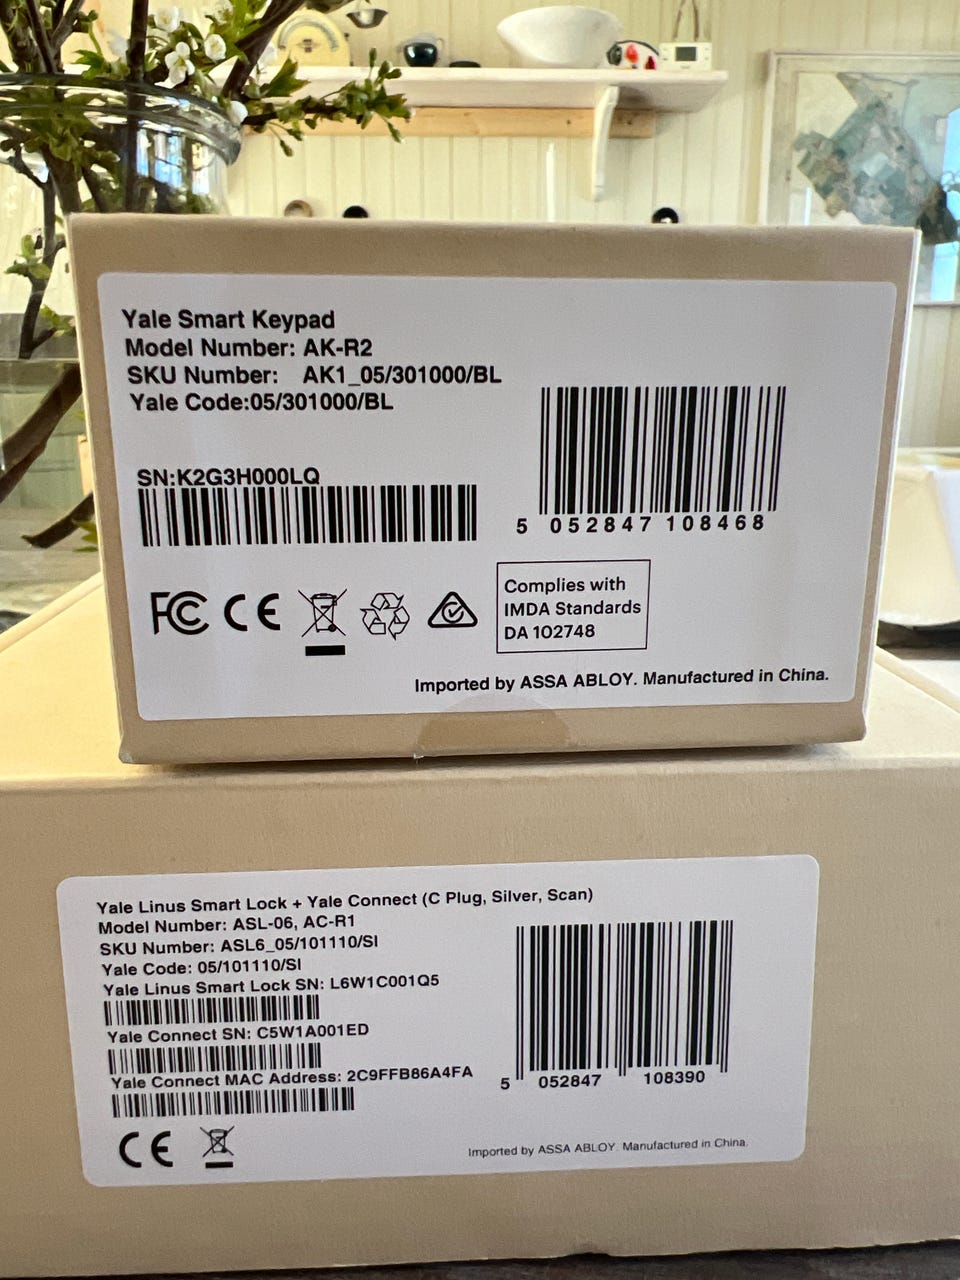 Yale Smart Keypad
Model Number: AK-R2
SKU Number: AK1_05/301000/BL
Yale Code:05/301000/BL
SN:K2G3H000LQ
5 052847 108468
FC CE
Complies with
IMDA Standards
DA 102748
Imported by ASSA ABLOY. Manufactured in China.
Yale Linus Smart Lock + Yale Connect (C Plug, Silver, Scan)
Model Number: ASL-06, AC-R1
SKU Number: ASL6_05/101110/SI
Yale Code: 05/101110/SI
Yale Linus Smart Lock SN: L6W1C001Q5
Yale Connect SN: C5W1A001ED
Yale Connect MAC Address: 2C9FFB86A4FA
5 052847 108390
CE
Imported by ASSA ABLOY. Manufactured in China.